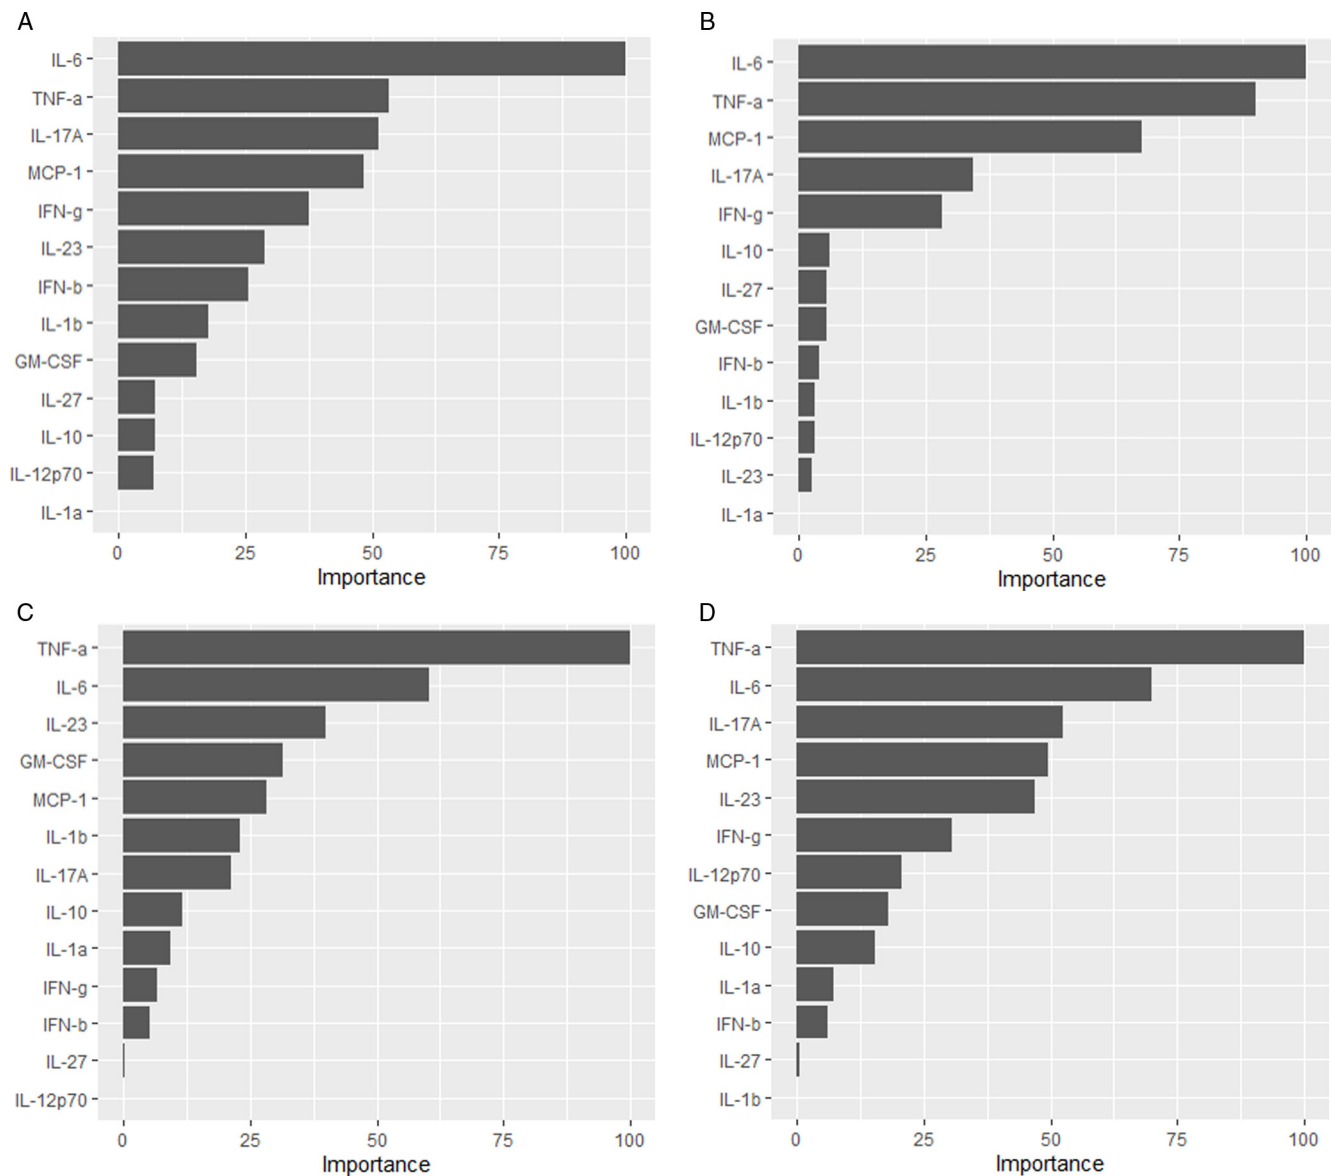 A
IL-6
TNF-a
IL-17A
MCP-1
IFN-g
IL-23
IFN-b
IL-1b
GM-CSF
IL-27
IL-10
IL-12p70
IL-1a
0 25 50 75 100
Importance
B
IL-6
TNF-a
MCP-1
IL-17A
IFN-g
IL-10
IL-27
GM-CSF
IFN-b
IL-1b
IL-12p70
IL-23
IL-1a
0 25 50 75 100
Importance
C
TNF-a
IL-6
IL-23
GM-CSF
MCP-1
IL-1b
IL-17A
IL-10
IL-1a
IFN-g
IFN-b
IL-27
IL-12p70
0 25 50 75 100
Importance
D
TNF-a
IL-6
IL-17A
MCP-1
IL-23
IFN-g
IL-12p70
GM-CSF
IL-10
IL-1a
IFN-b
IL-27
IL-1b
0 25 50 75 100
Importance